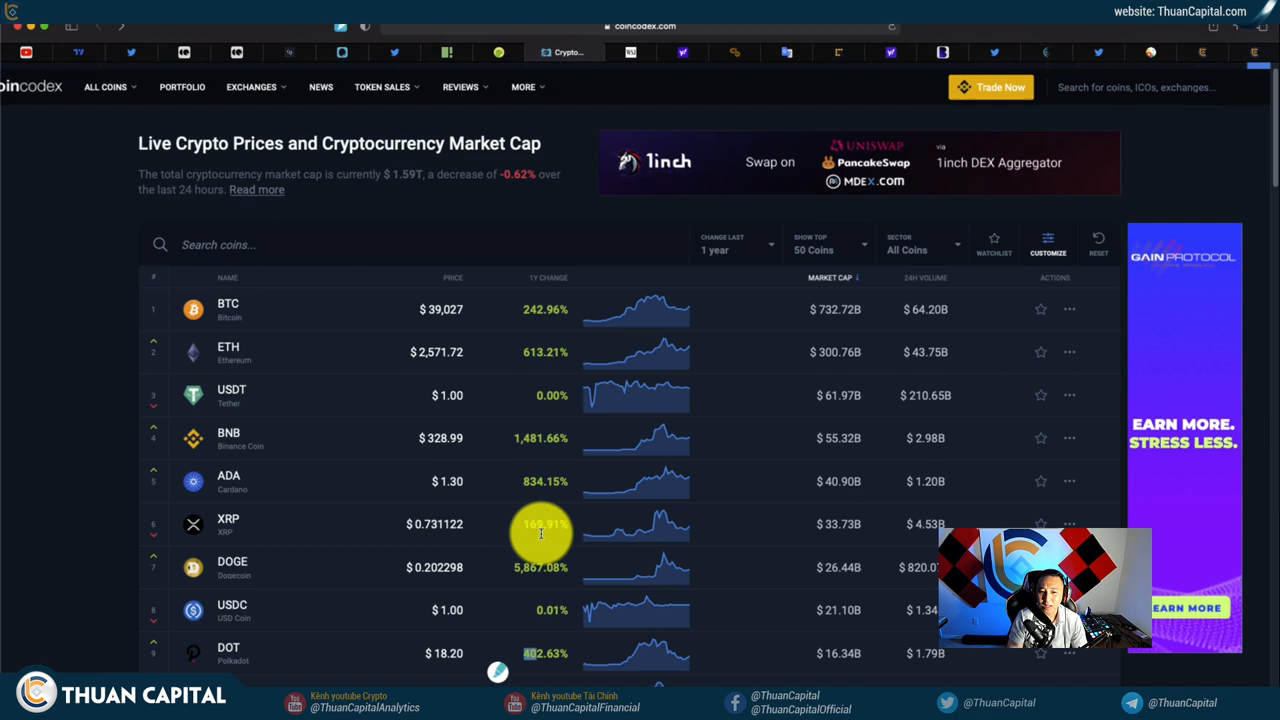 website: ThuanCapital.com
coincodex.com
Crypto...
oincodex
ALL COINS
PORTFOLIO
EXCHANGES
NEWS
TOKEN SALES
REVIEWS
MORE
Trade Now
Search for coins, ICOs, exchanges...
Live Crypto Prices and Cryptocurrency Market Cap
The total cryptocurrency market cap is currently $ 1.59T, a decrease of -0.62% over
the last 24 hours. Read more
1inch
Swap on
UNISWAP
PancakeSwap
MDEX.COM
via
1inch DEX Aggregator
Search coins...
CHANGE LAST
1 year
SHOW TOP
50 Coins
SECTOR
All Coins
WATCHLIST
CUSTOMIZE
RESET
# NAME PRICE 1Y CHANGE MARKET CAP 24H VOLUME ACTIONS
1 BTC $ 39,027 242.96% $ 732.72B $ 64.20B
Bitcoin
2 ETH $ 2,571.72 613.21% $ 300.76B $ 43.75B
Ethereum
3 USDT $ 1.00 0.00% $ 61.97B $ 210.65B
Tether
4 BNB $ 328.99 1,481.66% $ 55.32B $ 2.98B
Binance Coin
5 ADA $ 1.30 834.15% $ 40.90B $ 1.20B
Cardano
6 XRP $ 0.731122 169.91% $ 33.73B $ 4.53B
XRP
7 DOGE $ 0.202298 5,867.08% $ 26.44B $ 820.0
Dogecoin
8 USDC $ 1.00 0.01% $ 21.10B $ 1.34
USD Coin
9 DOT $ 18.20 402.63% $ 16.34B $ 1.79B
Polkadot
GAIN PROTOCOL
EARN MORE.
STRESS LESS.
LEARN MORE
THUAN CAPITAL
Kênh youtube Crypto
@ThuanCapitalAnalytics
Kênh youtube Tài Chính
@ThuanCapitalFinancial
@ThuanCapital
@ThuanCapitalOfficial
@ThuanCapital
@ThuanCapital